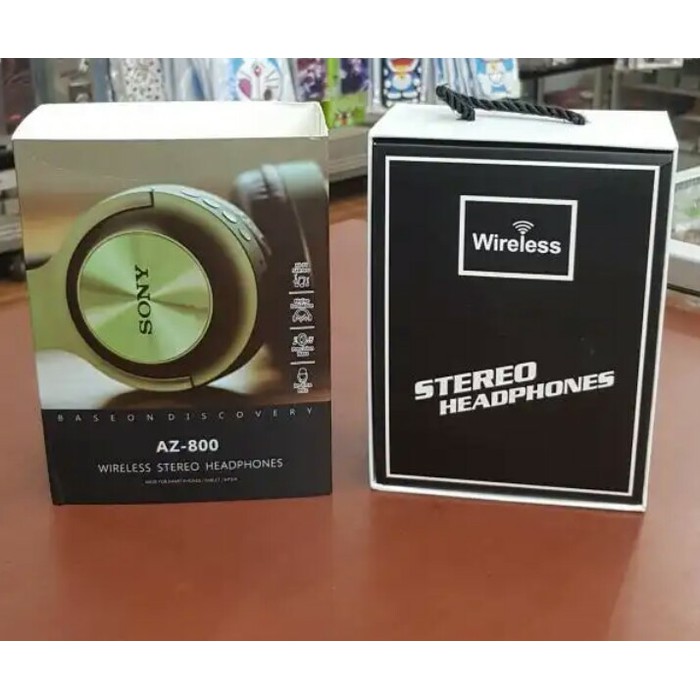 SONY
BASEONDISCOVERY
AZ-800
WIRELESS STEREO HEADPHONES
Wireless
STEREO
HEADPHONES